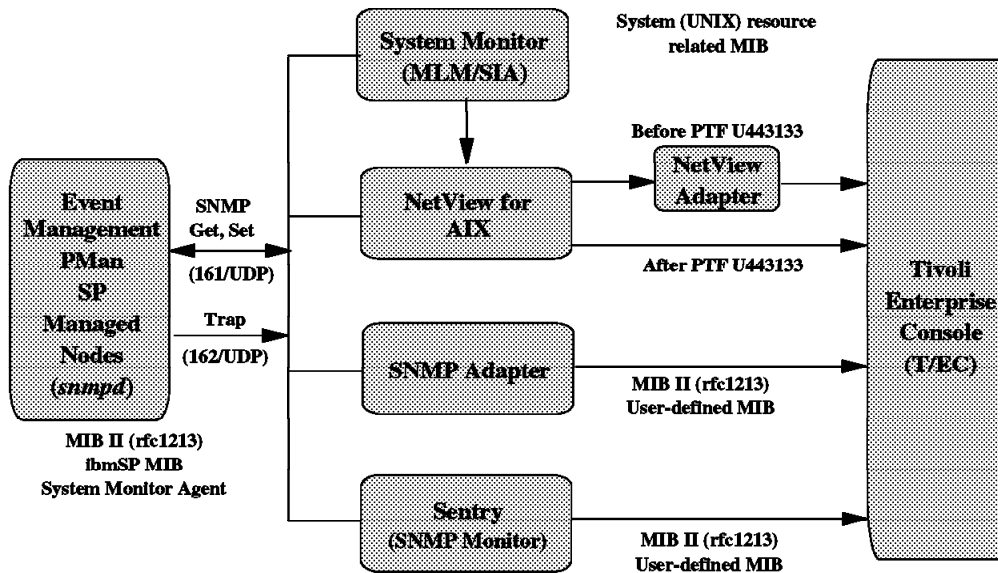 System Monitor
(MLM/SIA)
System (UNIX) resource
related MIB
Before PTF U443133
NetView
Adapter
Event
Management
PMan
SP
Managed
Nodes
(snmpd)
SNMP
Get, Set
(161/UDP)
Trap
(162/UDP)
NetView for
AIX
After PTF U443133
Tivoli
Enterprise
Console
(T/EC)
SNMP Adapter
MIB II (rfc1213)
User-defined MIB
MIB II (rfc1213)
ibmSP MIB
System Monitor Agent
Sentry
(SNMP Monitor)
MIB II (rfc1213)
User-defined MIB